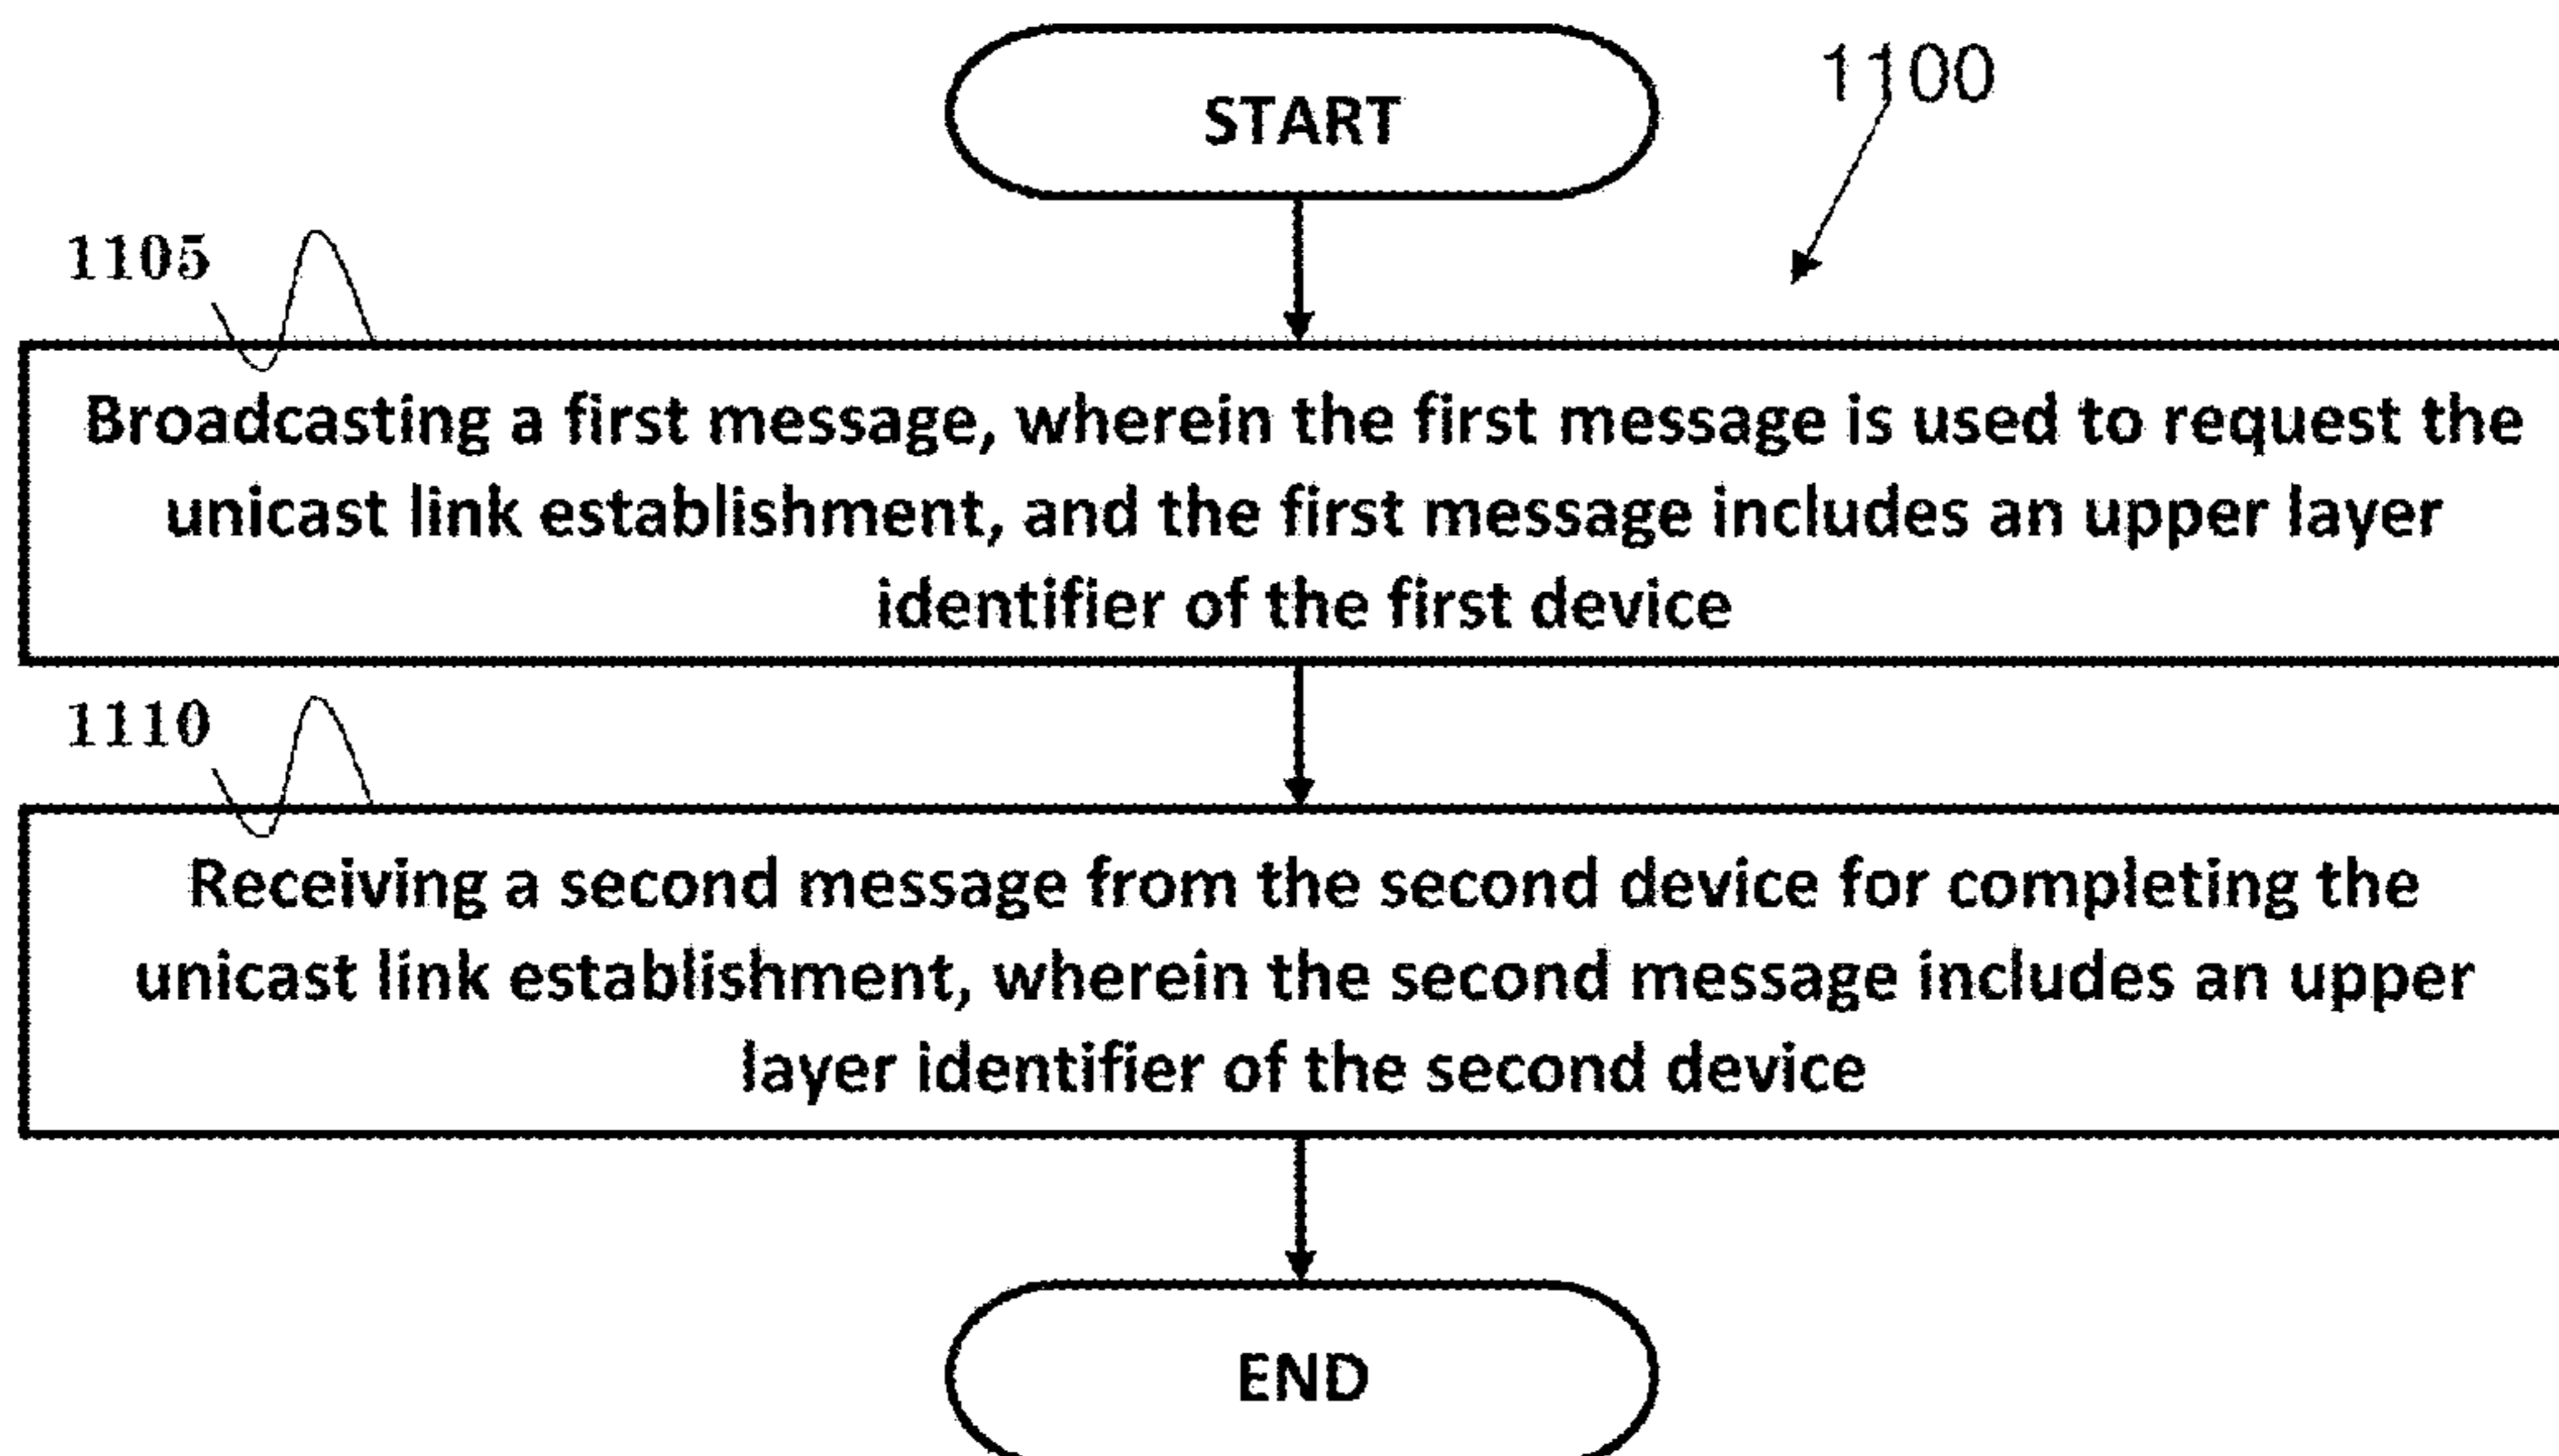 START
1100
1105
Broadcasting a first message, wherein the first message is used to request the
unicast link establishment, and the first message includes an upper layer
identifier of the first device
1110
Receiving a second message from the second device for completing the
unicast link establishment, wherein the second message includes an upper
layer identifier of the second device
END